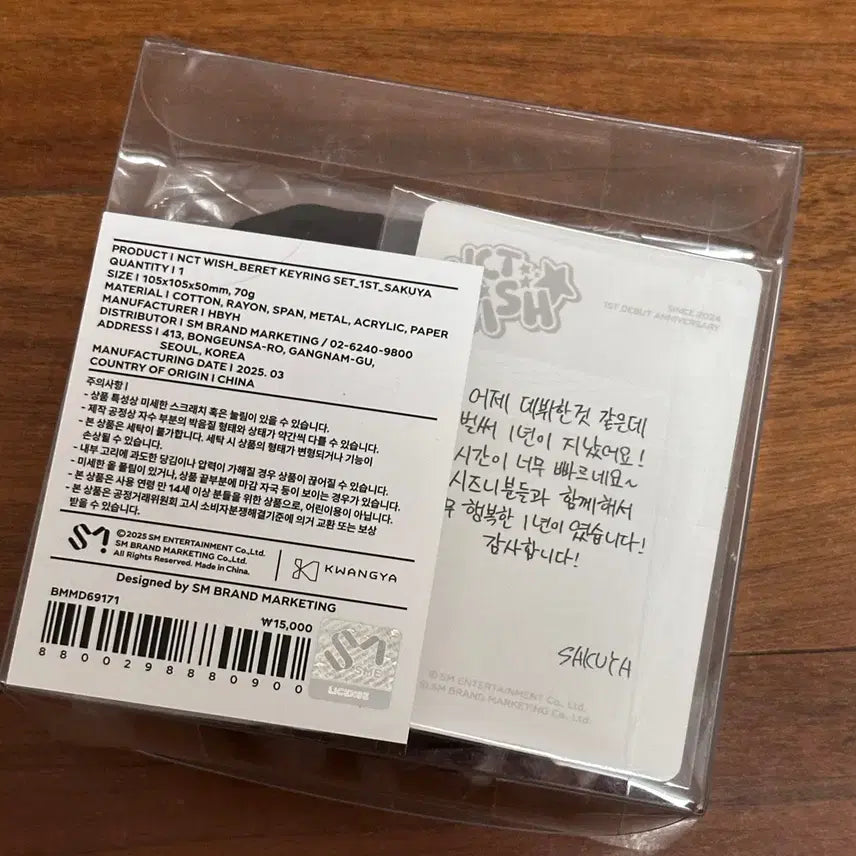 PRODUCT I NCT WISH_BERET KEYRING SET_1ST_SAKUYA
QUANTITY I 1
SIZE I 105x105x50mm, 70g
MATERIAL I COTTON, RAYON, SPAN, METAL, ACRYLIC, PAPER
MANUFACTURER I HBYH
DISTRIBUTOR I SM BRAND MARKETING / 02-6240-9800
ADDRESS I 413, BONGEUNSA-RO, GANGNAM-GU,
SEOUL, KOREA
MANUFACTURING DATE I 2025. 03
COUNTRY OF ORIGIN I CHINA
주의사항 I
- 상품 특성상 미세한 스크래치 혹은 눌림이 있을 수 있습니다.
- 제작 공정상 자수 부분의 박음질 형태와 상태가 약간씩 다를 수 있습니다.
- 본 상품은 세탁이 불가합니다. 세탁 시 상품의 형태가 변형되거나 기능이
손상될 수 있습니다.
- 내부 고리에 과도한 당김이나 압력이 가해질 경우 상품이 끊어질 수 있습니다.
- 미세한 올 풀림이 있거나, 상품 끝부분에 마감 자국 등이 보이는 경우가 있습니다.
- 본 상품은 사용 연령 만 14세 이상 분들을 위한 상품으로, 어린이용이 아닙니다.
- 본 상품은 공정거래위원회 고시 소비자분쟁해결기준에 의거 교환 또는 보상
받을 수 있습니다.
SM
©2025 SM ENTERTAINMENT Co.,Ltd.
SM BRAND MARKETING Co.,Ltd.
All Rights Reserved. Made in China.
KWANGYA
Designed by SM BRAND MARKETING
BMMD69171
₩15,000
8800298880900
SM
NCT
WISH
SINCE 2024
1ST DEBUT ANNIVERSARY
어제 데뷔한것 같은데
벌써 1년이 지났어요!
시간이 너무 빠르네요~
시즈니분들과 함께해서
행복한 1년이 였습니다!
감사합니다!
SAKUYA
© SM ENTERTAINMENT Co., Ltd.
SM BRAND MARKETING Co., Ltd.